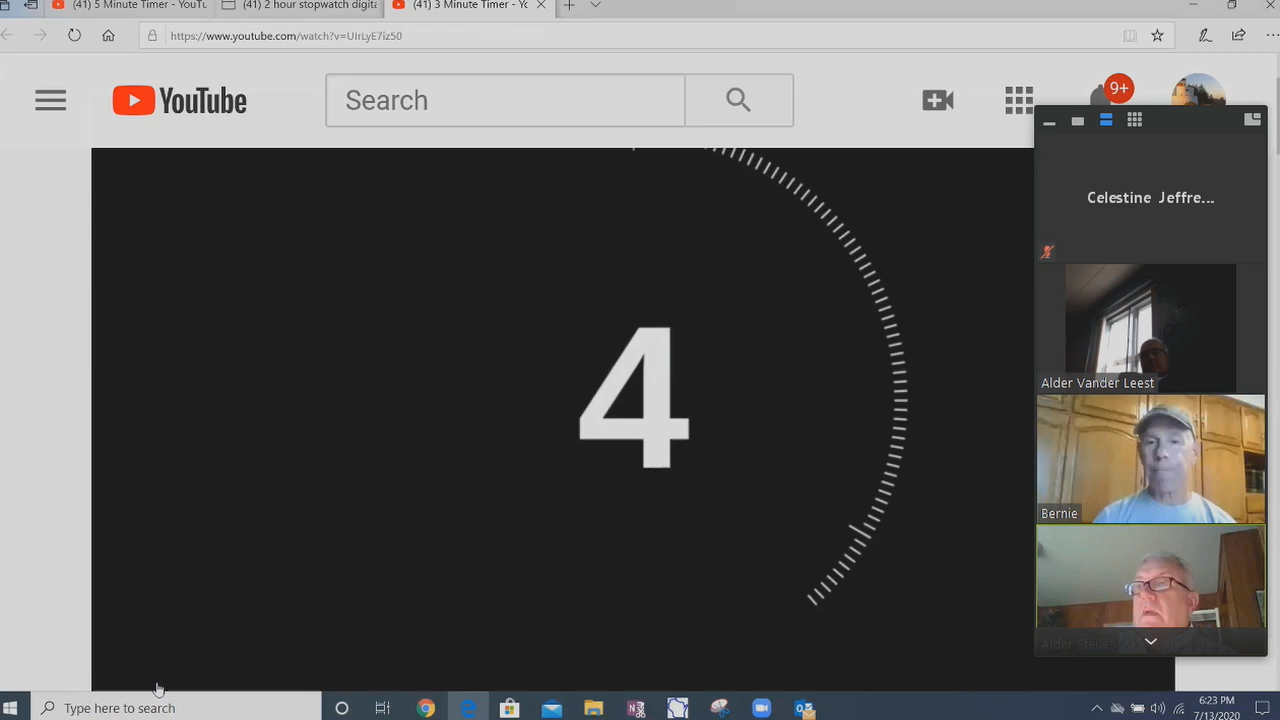 (41) 5 Minute Timer - YouTu
(41) 2 hour stopwatch digita
(41) 3 Minute Timer - Yo
https://www.youtube.com/watch?v=UIrLyE7iz50
YouTube
Search
9+
Celestine Jeffre...
Alder Vander Leest
4
Bernie
Alder Steuer
Type here to search
6:23 PM
7/13/2020